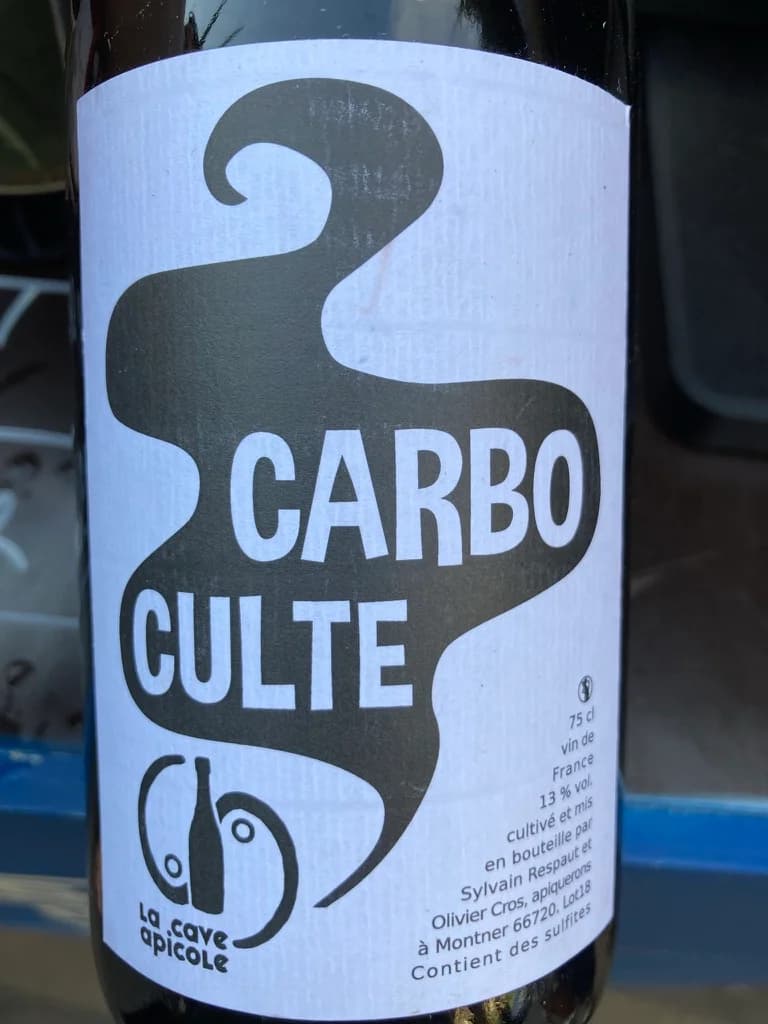 CARBO
CULTE
75 cl
vin de
France
13 % vol.
cultivé et mis
en bouteille par
Sylvain Respaut et
Olivier Cros, apiquerons
à Montner 66720. Lot18
Contient des sulfites
La cave
apicole